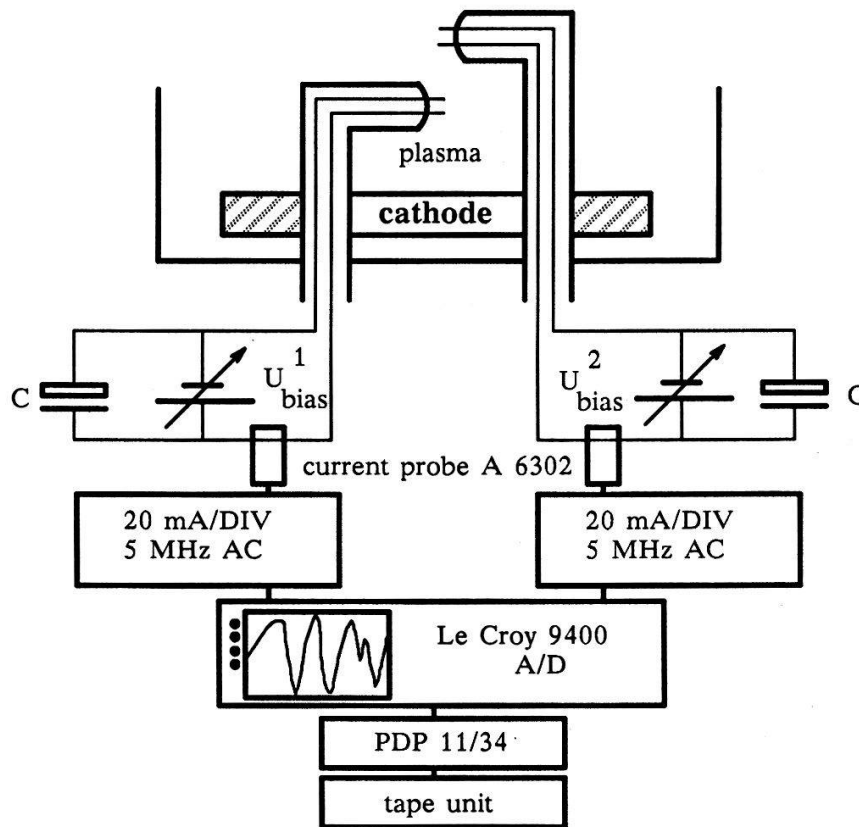 plasma
cathode
C
U 1 bias
U 2 bias
C
current probe A 6302
20 mA/DIV
5 MHz AC
20 mA/DIV
5 MHz AC
Le Croy 9400
A/D
PDP 11/34
tape unit